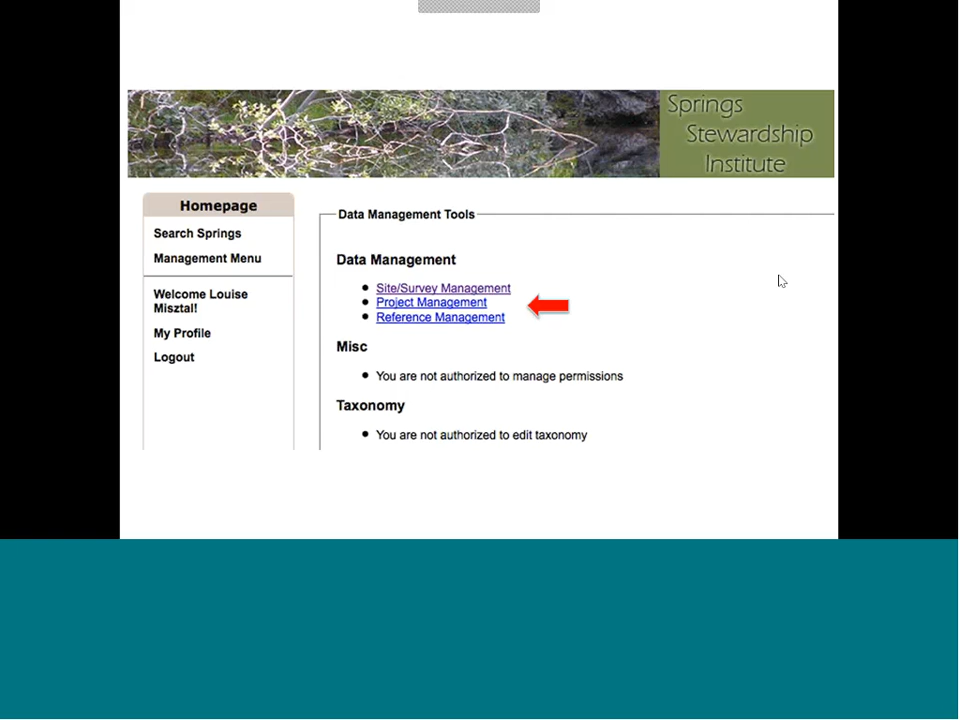 Springs
Stewardship
Institute
Homepage
Search Springs
Management Menu
Welcome Louise
Misztal!
My Profile
Logout
Data Management Tools
Data Management
Site/Survey Management
Project Management
Reference Management
Misc
You are not authorized to manage permissions
Taxonomy
You are not authorized to edit taxonomy